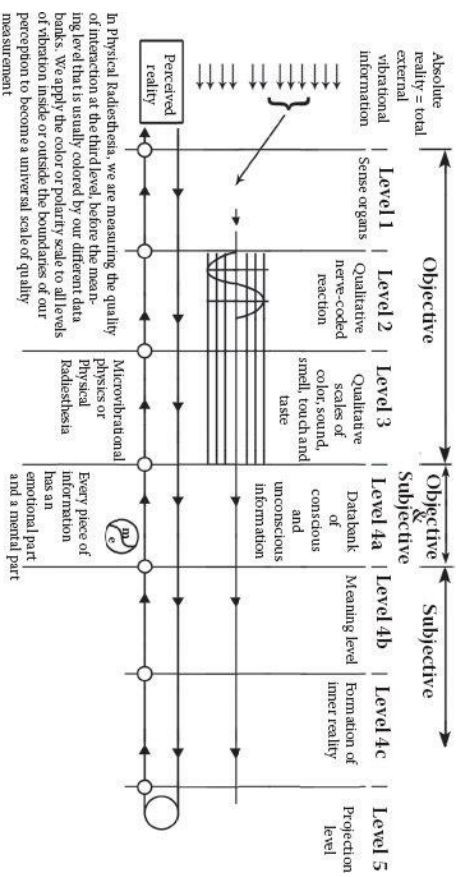 Objective
Objective
&
Subjective
Subjective
Absolute
reality = total
external
vibrational
information
Level 1
Sense organs
Level 2
Qualitative
nerve-coded
reaction
Level 3
Qualitative
scales of
color, sound,
smell, touch and
taste
Level 4a
Databank
of
conscious
and
unconscious
information
Level 4b
Meaning level
Level 4c
Formation of
inner reality
Level 5
Projection
level
Perceived
reality
m
e
In Physical Radiesthesia, we are measuring the quality
of interaction at the third level, before the mean-
ing level that is usually colored by our different data
banks. We apply the color or polarity scale to all levels
of vibration inside or outside the boundaries of our
perception to become a universal scale of quality
measurement
Microvibrational
physics or
Physical
Radiesthesia
Every piece of
information
has an
emotional part
and a mental part